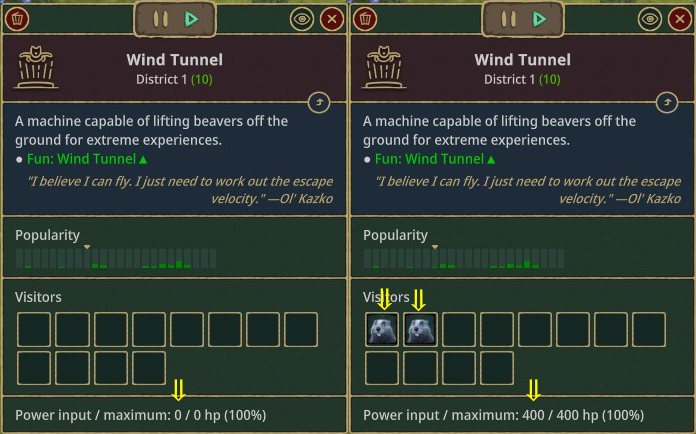 Wind Tunnel
District 1 (10)
A machine capable of lifting beavers off the
ground for extreme experiences.
● Fun: Wind Tunnel▲
"I believe I can fly. I just need to work out the escape
velocity." —Ol' Kazko
Popularity
Visitors
Power input / maximum: 0 / 0 hp (100%)
Wind Tunnel
District 1 (10)
A machine capable of lifting beavers off the
ground for extreme experiences.
● Fun: Wind Tunnel▲
"I believe I can fly. I just need to work out the escape
velocity." —Ol' Kazko
Popularity
Visitors
Power input / maximum: 400 / 400 hp (100%)